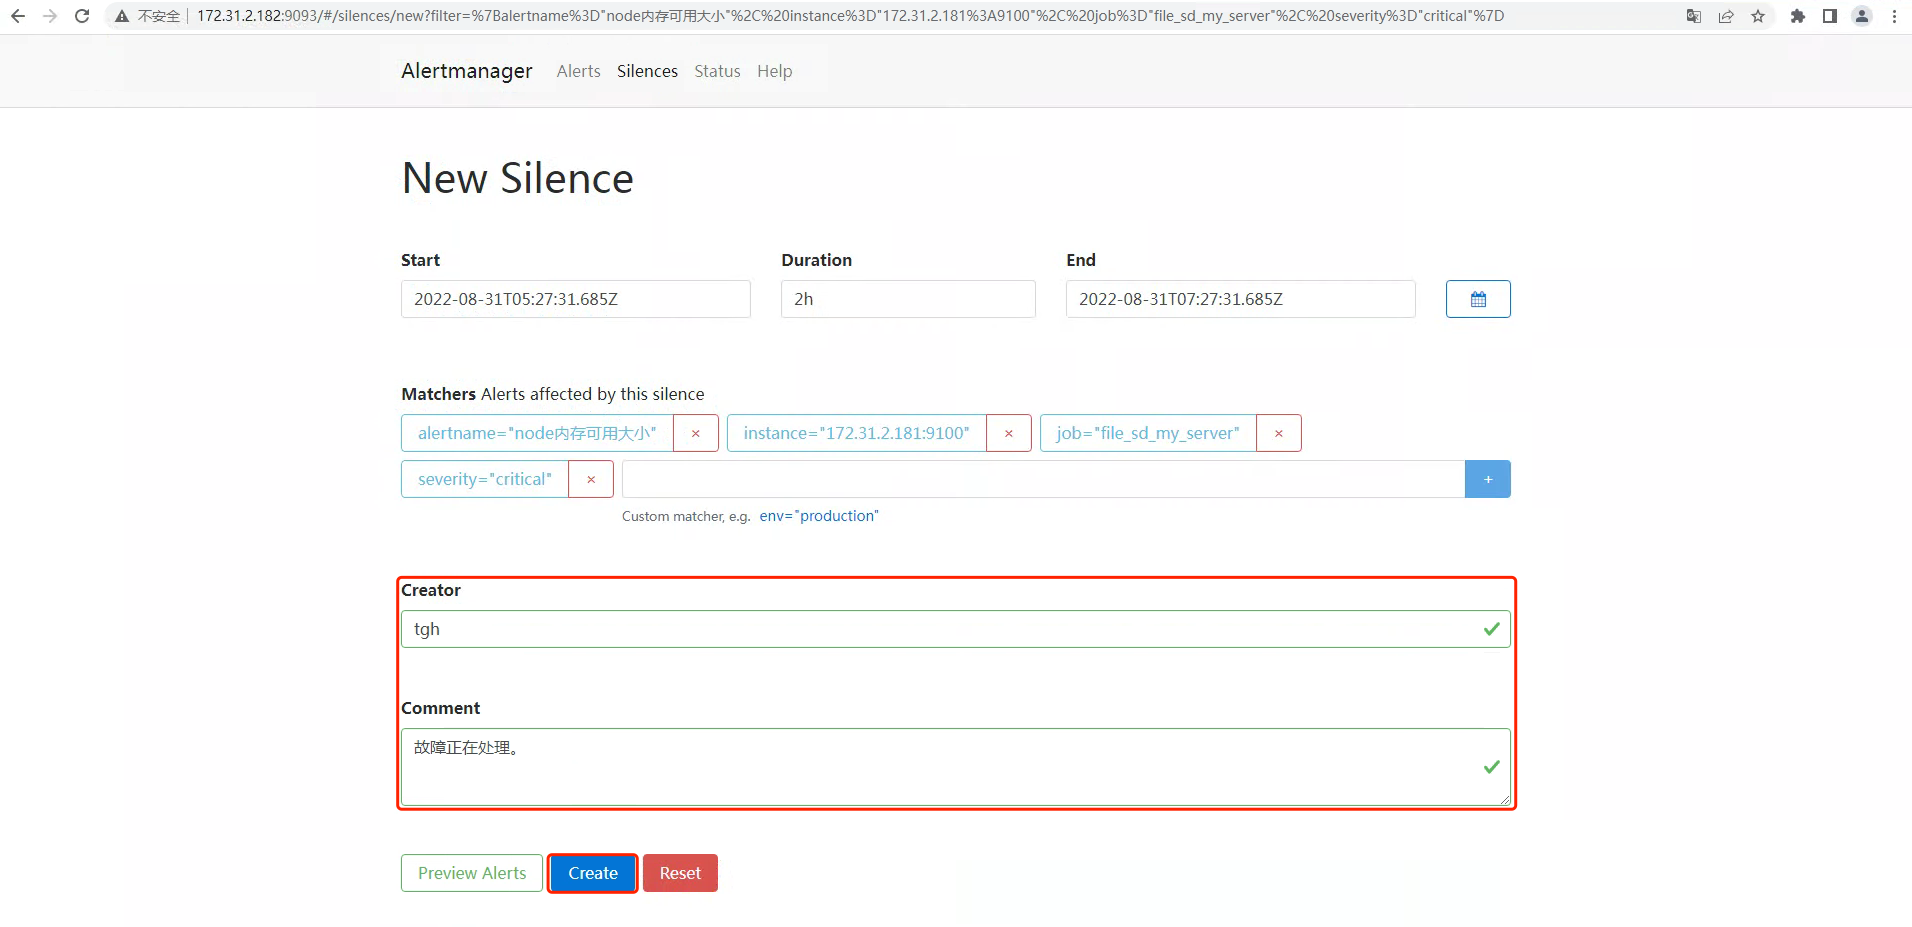 不安全 172.31.2.182:9093/#/silences/new?filter=%7Balertname%3D"node内存可用大小"%2C%20instance%3D"172.31.2.181%3A9100"%2C%20job%3D"file_sd_my_server"%2C%20severity%3D"critical"%7D
Alertmanager Alerts Silences Status Help
New Silence
Start Duration End
2022-08-31T05:27:31.685Z 2h 2022-08-31T07:27:31.685Z
Matchers Alerts affected by this silence
alertname="node内存可用大小" × instance="172.31.2.181:9100" × job="file_sd_my_server" ×
severity="critical" × +
Custom matcher, e.g. env="production"
Creator
tgh
Comment
故障正在处理。
Preview Alerts Create Reset